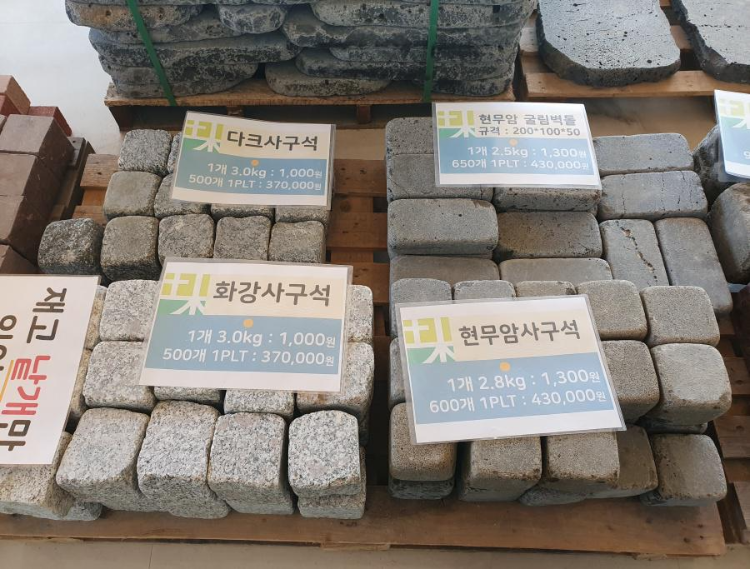 다크사구석
1개 3.0kg : 1,000원
500개 1PLT : 370,000원
현무암 굴림벽돌
규격 : 200*100*50
1개 2.5kg : 1,300원
650개 1PLT : 430,000원
화강사구석
1개 3.0kg : 1,000원
500개 1PLT : 370,000원
현무암사구석
1개 2.8kg : 1,300원
600개 1PLT : 430,000원
재고 낱개만